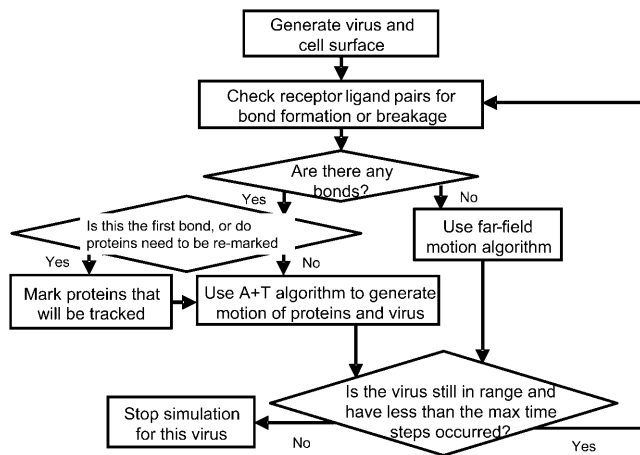 Generate virus and
cell surface
Check receptor ligand pairs for
bond formation or breakage
Are there any
bonds?
Yes
No
Is this the first bond, or do
proteins need to be re-marked
Use far-field
motion algorithm
Yes
No
Mark proteins that
will be tracked
Use A+T algorithm to generate
motion of proteins and virus
Is the virus still in range and
have less than the max time
steps occurred?
Stop simulation
for this virus
No
Yes